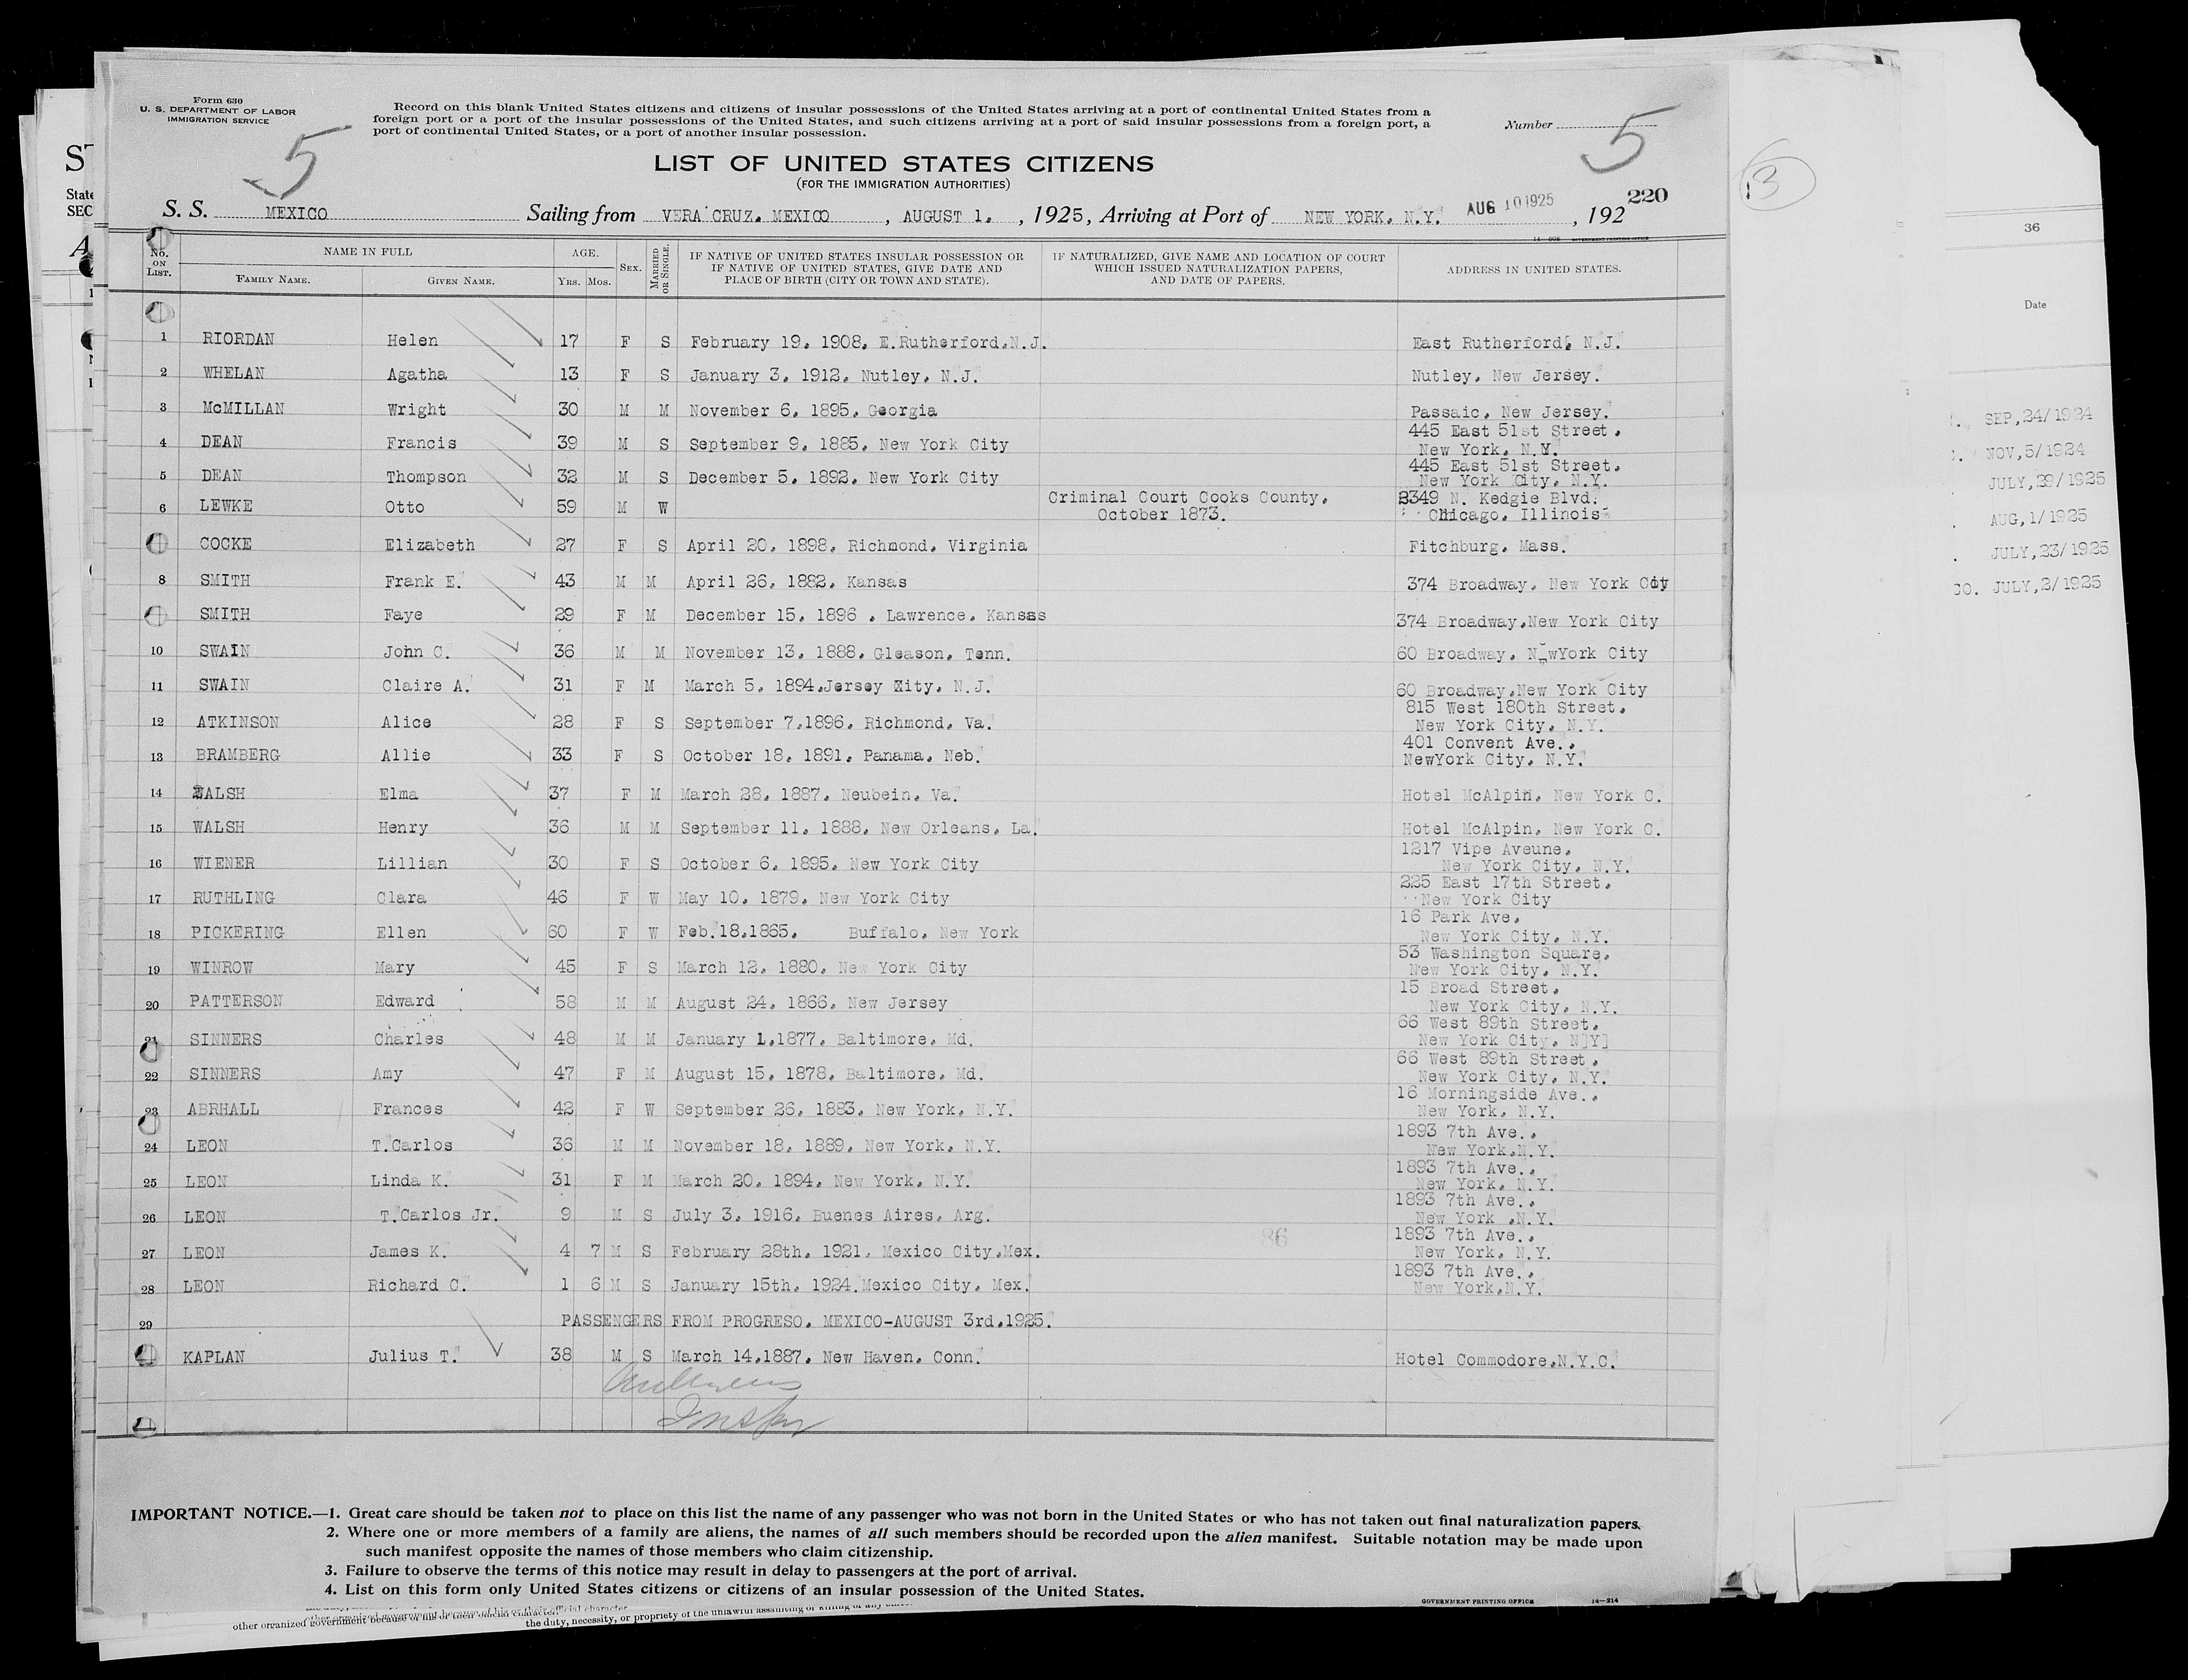 Form 630
U. S. DEPARTMENT OF LABOR
IMMIGRATION SERVICE
Record on this blank United States citizens and citizens of insular possessions of the United States arriving at a port of continental United States from a
foreign port or a port of the insular possessions of the United States, and such citizens arriving at a port of said insular possessions from a foreign port, a
port of continental United States, or a port of another insular possession.
Number
5
5
LIST OF UNITED STATES CITIZENS
(FOR THE IMMIGRATION AUTHORITIES)
220
S. S. MEXICO Sailing from VERA CRUZ, MEXICO , AUGUST 1, , 1925, Arriving at Port of NEW YORK, N.Y. AUG 10 1925 , 192
No. ON LIST. NAME IN FULL AGE. SEX. MARRIED OR SINGLE. IF NATIVE OF UNITED STATES INSULAR POSSESSION OR IF NATIVE OF UNITED STATES, GIVE DATE AND PLACE OF BIRTH (CITY OR TOWN AND STATE). IF NATURALIZED, GIVE NAME AND LOCATION OF COURT WHICH ISSUED NATURALIZATION PAPERS, AND DATE OF PAPERS. ADDRESS IN UNITED STATES.
FAMILY NAME. GIVEN NAME. YRS. MOS.
1 RIORDAN Helen 17 F S February 19, 1908, E.Rutherford,N.J. East Rutherford, N.J.
2 WHELAN Agatha 13 F S January 3, 1912, Nutley, N.J. Nutley, New Jersey.
3 McMILLAN Wright 30 M M November 6, 1895, Georgia Passaic, New Jersey.
4 DEAN Francis 39 M S September 9, 1885, New York City 445 East 51st Street,
New York, N.Y.
5 DEAN Thompson 32 M S December 5, 1892, New York City 445 East 51st Street,
New York City, N.Y.
6 LEWKE Otto 59 M W Criminal Court Cooks County, 2349 N. Kedgie Blvd.
October 1873. Chicago, Illinois
COCKE Elizabeth 27 F S April 20, 1898, Richmond, Virginia Fitchburg, Mass.
8 SMITH Frank E. 43 M M April 26, 1882, Kansas 374 Broadway, New York City
SMITH Faye 29 F M December 15, 1896 , Lawrence, Kansas 374 Broadway,New York City
10 SWAIN John C. 36 M M November 13, 1888, Gleason, Tenn. 60 Broadway, NewYork City
11 SWAIN Claire A. 31 F M March 5, 1894,Jersey City, N.J. 60 Broadway,New York City
12 ATKINSON Alice 28 F S September 7,1896, Richmond, Va. 815 West 180th Street,
New York City, N.Y.
13 BRAMBERG Allie 33 F S October 18, 1891, Panama, Neb. 401 Convent Ave.,
NewYork City, N.Y.
14 WALSH Elma 37 F M March 28, 1887, Neubein, Va. Hotel McAlpin, New York C.
15 WALSH Henry 36 M M September 11, 1888, New Orleans, La. Hotel McAlpin, New York C.
16 WIENER Lillian 30 F S October 6, 1895, New York City 1217 Vipe Aveune,
New York City, N.Y.
17 RUTHLING Clara 46 F W May 10, 1879, New York City 225 East 17th Street,
New York City
18 PICKERING Ellen 60 F W Feb.18,1865, Buffalo, New York 16 Park Ave,
New York City, N.Y.
19 WINROW Mary 45 F S March 12, 1880, New York City 53 Washington Square,
New York City, N.Y.
20 PATTERSON Edward 58 M M August 24, 1866, New Jersey 15 Broad Street,
New York City, N.Y.
21 SINNERS Charles 48 M M January 1,1877, Baltimore, Md. 66 West 89th Street,
New York City, N]Y]
22 SINNERS Amy 47 F M August 15, 1878, Baltimore, Md. 66 West 89th Street,
New York City, N.Y.
23 ABRHALL Frances 42 F W September 26, 1883, New York, N.Y. 16 Morningside Ave.,
New York, N.Y.
24 LEON T.Carlos 36 M M November 18, 1889, New York, N.Y. 1893 7th Ave.,
New York,N.Y.
25 LEON Linda K. 31 F M March 20, 1894, New York, N.Y. 1893 7th Ave.,
New York, N.Y.
26 LEON T.Carlos Jr. 9 M S July 3, 1916, Buenes Aires, Arg. 1893 7th Ave.,
New York ,N.Y.
27 LEON James K. 4 7 M S February 28th, 1921, Mexico City,Mex. 86 1893 7th Ave.,
New York, N.Y.
28 LEON Richard C. 1 6 M S January 15th, 1924.Mexico City, Mex. 1893 7th Ave.,
New York,N.Y.
29 PASSENGERS FROM PROGRESO, MEXICO-AUGUST 3rd,1925.
KAPLAN Julius T. 38 M S March 14,1887, New Haven, Conn. Hotel Commodore,N.Y.C.
IMPORTANT NOTICE.—1. Great care should be taken not to place on this list the name of any passenger who was not born in the United States or who has not taken out final naturalization papers.
2. Where one or more members of a family are aliens, the names of all such members should be recorded upon the alien manifest. Suitable notation may be made upon
such manifest opposite the names of those members who claim citizenship.
3. Failure to observe the terms of this notice may result in delay to passengers at the port of arrival.
4. List on this form only United States citizens or citizens of an insular possession of the United States.
GOVERNMENT PRINTING OFFICE 14—214
the duty, necessity, or propriety of the unlawful assaulting or killing of any
State
SEC
3
36
Date
SEP,24/1924
NOV,5/1924
JULY,29/1925
AUG,1/1925
JULY,23/1925
CO. JULY,2/1925